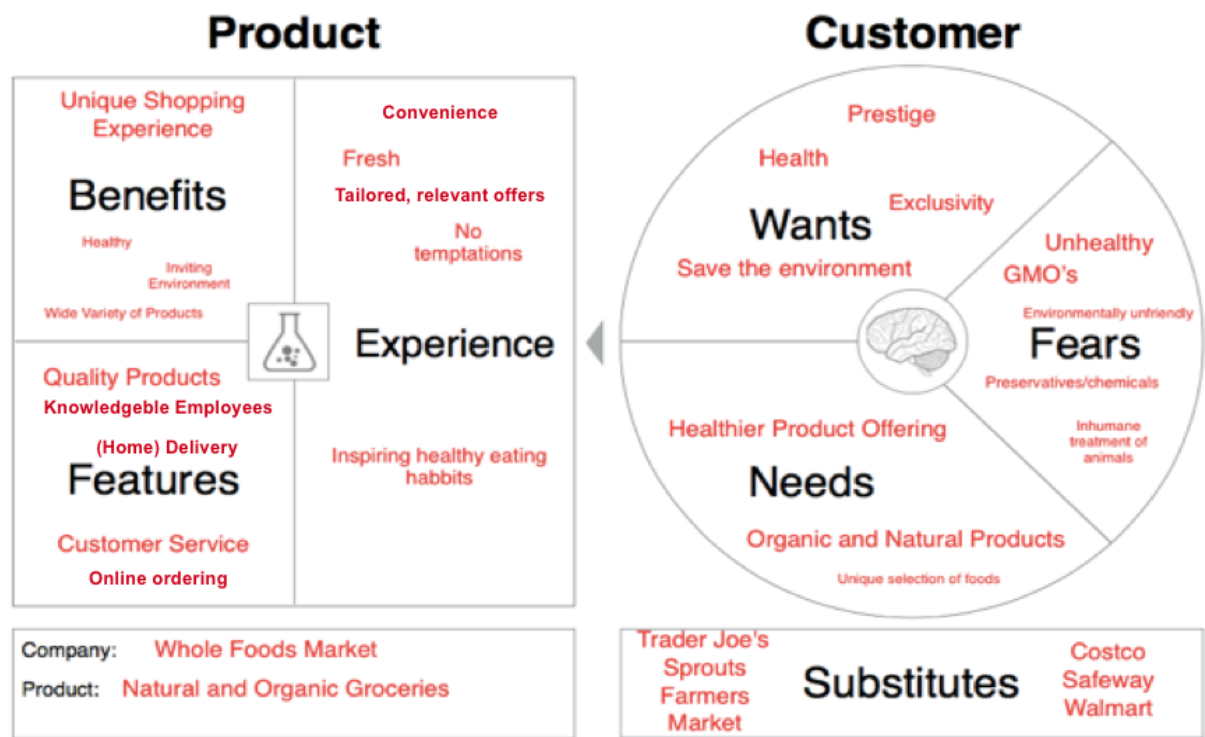 Product
Unique Shopping
Experience
Benefits
Healthy
Inviting
Environment
Wide Variety of Products
Convenience
Fresh
Tailored, relevant offers
No
temptations
Experience
Inspiring healthy eating
habbits
Quality Products
Knowledgeble Employees
(Home) Delivery
Features
Customer Service
Online ordering
Company: Whole Foods Market
Product: Natural and Organic Groceries
Customer
Prestige
Health
Exclusivity
Wants
Save the environment
Unhealthy
GMO's
Environmentally unfriendly
Fears
Preservatives/chemicals
Inhumane
treatment of
animals
Healthier Product Offering
Needs
Organic and Natural Products
Unique selection of foods
Trader Joe's
Sprouts
Farmers
Market
Substitutes
Costco
Safeway
Walmart